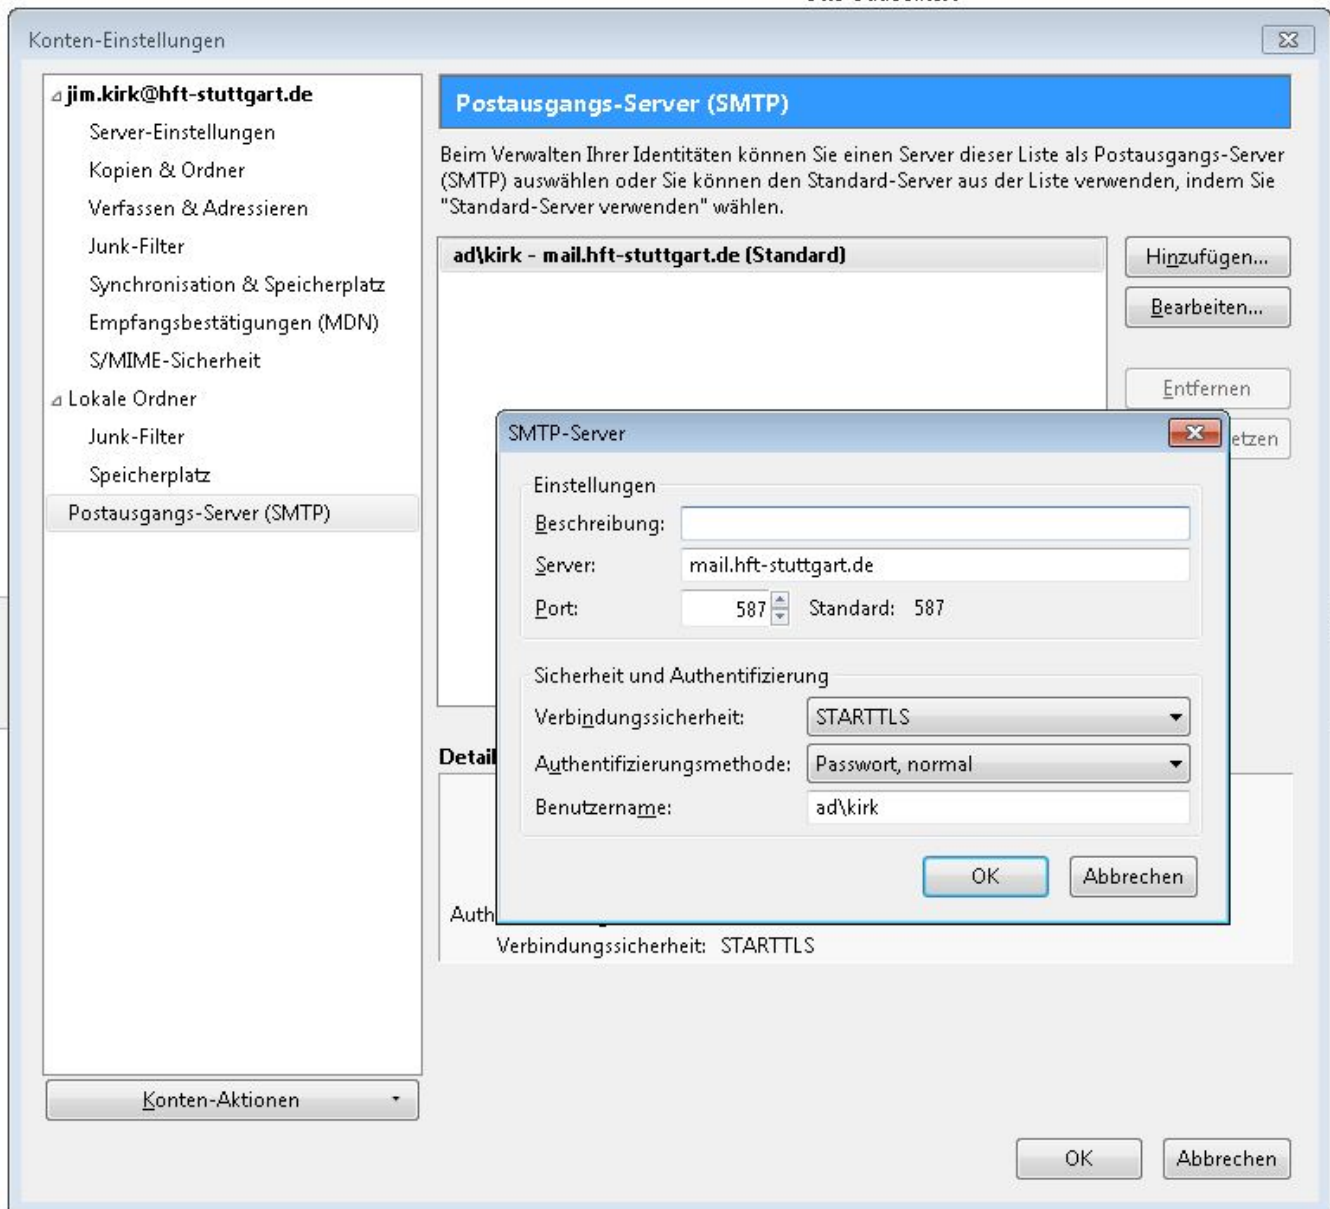 Konten-Einstellungen
jim.kirk@hft-stuttgart.de
Server-Einstellungen
Kopien & Ordner
Verfassen & Adressieren
Junk-Filter
Synchronisation & Speicherplatz
Empfangsbestätigungen (MDN)
S/MIME-Sicherheit
Lokale Ordner
Junk-Filter
Speicherplatz
Postausgangs-Server (SMTP)
Konten-Aktionen
Postausgangs-Server (SMTP)
Beim Verwalten Ihrer Identitäten können Sie einen Server dieser Liste als Postausgangs-Server
(SMTP) auswählen oder Sie können den Standard-Server aus der Liste verwenden, indem Sie
"Standard-Server verwenden" wählen.
ad\kirk - mail.hft-stuttgart.de (Standard)
Hinzufügen...
Bearbeiten...
Entfernen
etzen
SMTP-Server
Einstellungen
Beschreibung:
Server: mail.hft-stuttgart.de
Port: 587 Standard: 587
Sicherheit und Authentifizierung
Verbindungssicherheit: STARTTLS
Authentifizierungsmethode: Passwort, normal
Benutzername: ad\kirk
OK Abbrechen
Detail
Auth
Verbindungssicherheit: STARTTLS
OK Abbrechen